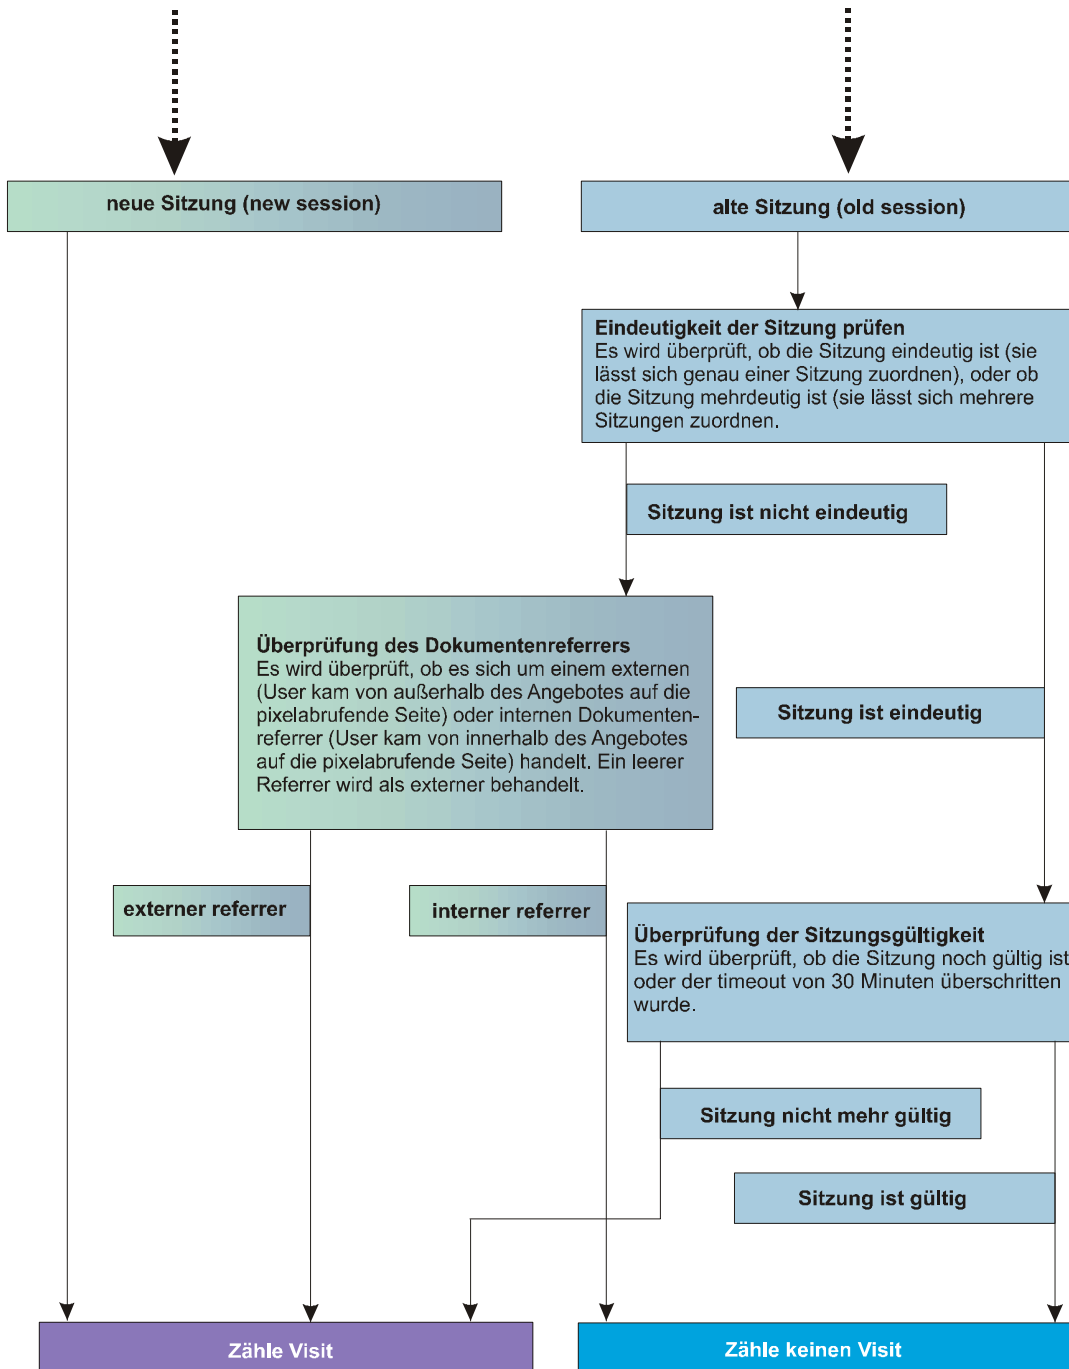 neue Sitzung (new session)
alte Sitzung (old session)
Eindeutigkeit der Sitzung prüfen
Es wird überprüft, ob die Sitzung eindeutig ist (sie
lässt sich genau einer Sitzung zuordnen), oder ob
die Sitzung mehrdeutig ist (sie lässt sich mehrere
Sitzungen zuordnen.
Sitzung ist nicht eindeutig
Überprüfung des Dokumentenreferrers
Es wird überprüft, ob es sich um einem externen
(User kam von außerhalb des Angebotes auf die
pixelabrufende Seite) oder internen Dokumenten-
referrer (User kam von innerhalb des Angebotes
auf die pixelabrufende Seite) handelt. Ein leerer
Referrer wird als externer behandelt.
Sitzung ist eindeutig
externer referrer
interner referrer
Überprüfung der Sitzungsgültigkeit
Es wird überprüft, ob die Sitzung noch gültig ist
oder der timeout von 30 Minuten überschritten
wurde.
Sitzung nicht mehr gültig
Sitzung ist gültig
Zähle Visit
Zähle keinen Visit